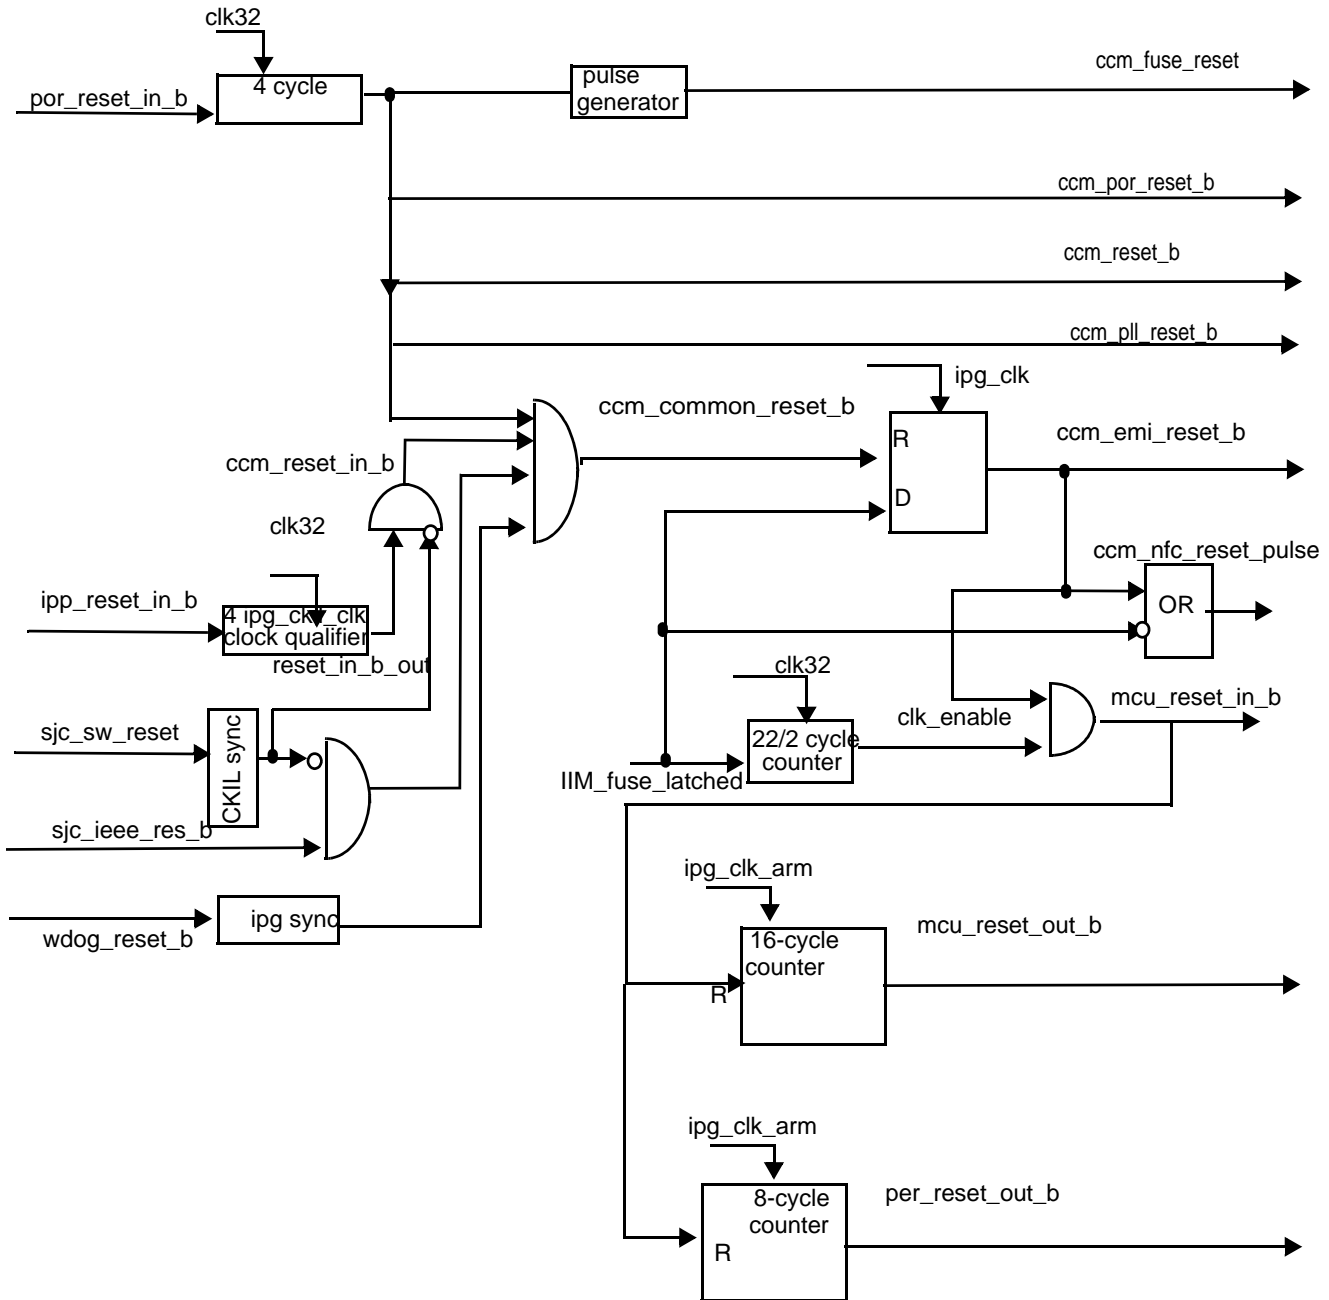 clk32
4 cycle
por_reset_in_b
pulse
generator
ccm_fuse_reset
ccm_por_reset_b
ccm_reset_b
ccm_pll_reset_b
ipg_clk
ccm_common_reset_b
R
D
ccm_emi_reset_b
ccm_reset_in_b
clk32
ccm_nfc_reset_pulse
OR
ipp_reset_in_b
clock qualifier
reset_in_b_out
clk32
sjc_sw_reset
CKIL sync
clk_enable
mcu_reset_in_b
22/2 cycle
counter
IIM_fuse_latched
sjc_ieee_res_b
ipg_clk_arm
ipg sync
wdog_reset_b
16-cycle
counter
R
mcu_reset_out_b
ipg_clk_arm
8-cycle
counter
R
per_reset_out_b